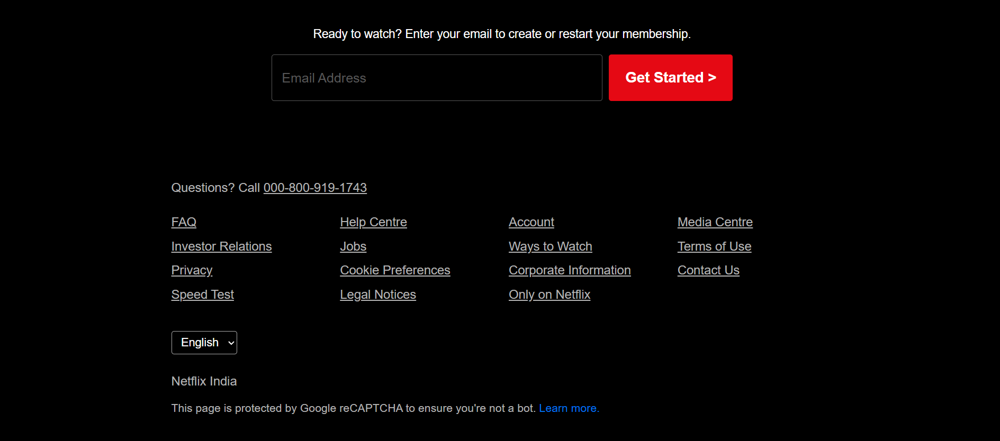 Ready to watch? Enter your email to create or restart your membership.
Email Address
Get Started >
Questions? Call 000-800-919-1743
FAQ
Help Centre
Account
Media Centre
Investor Relations
Jobs
Ways to Watch
Terms of Use
Privacy
Cookie Preferences
Corporate Information
Contact Us
Speed Test
Legal Notices
Only on Netflix
English
Netflix India
This page is protected by Google reCAPTCHA to ensure you're not a bot. Learn more.